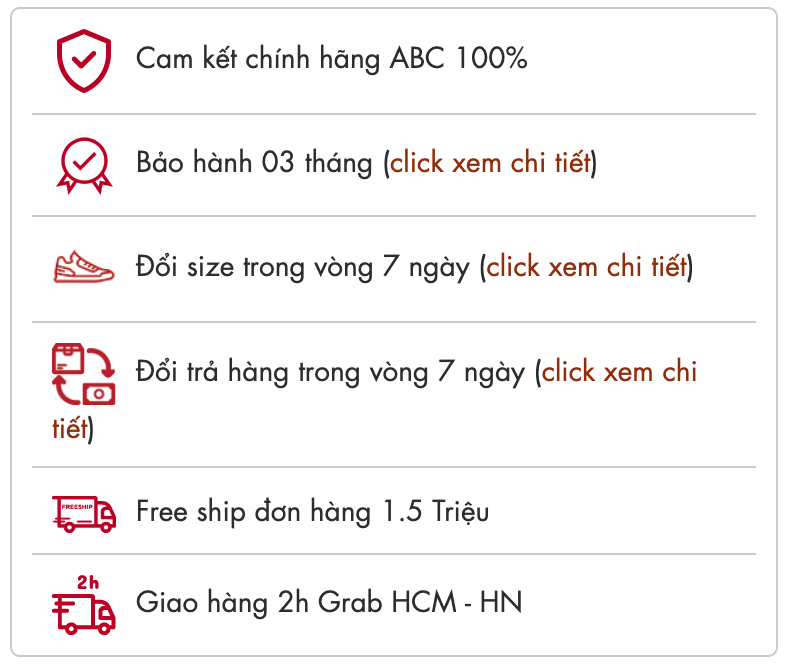 Cam kết chính hãng ABC 100%
Bảo hành 03 tháng (click xem chi tiết)
Đổi size trong vòng 7 ngày (click xem chi tiết)
Đổi trả hàng trong vòng 7 ngày (click xem chi
tiết)
FREESHIP
Free ship đơn hàng 1.5 Triệu
2h
Giao hàng 2h Grab HCM - HN